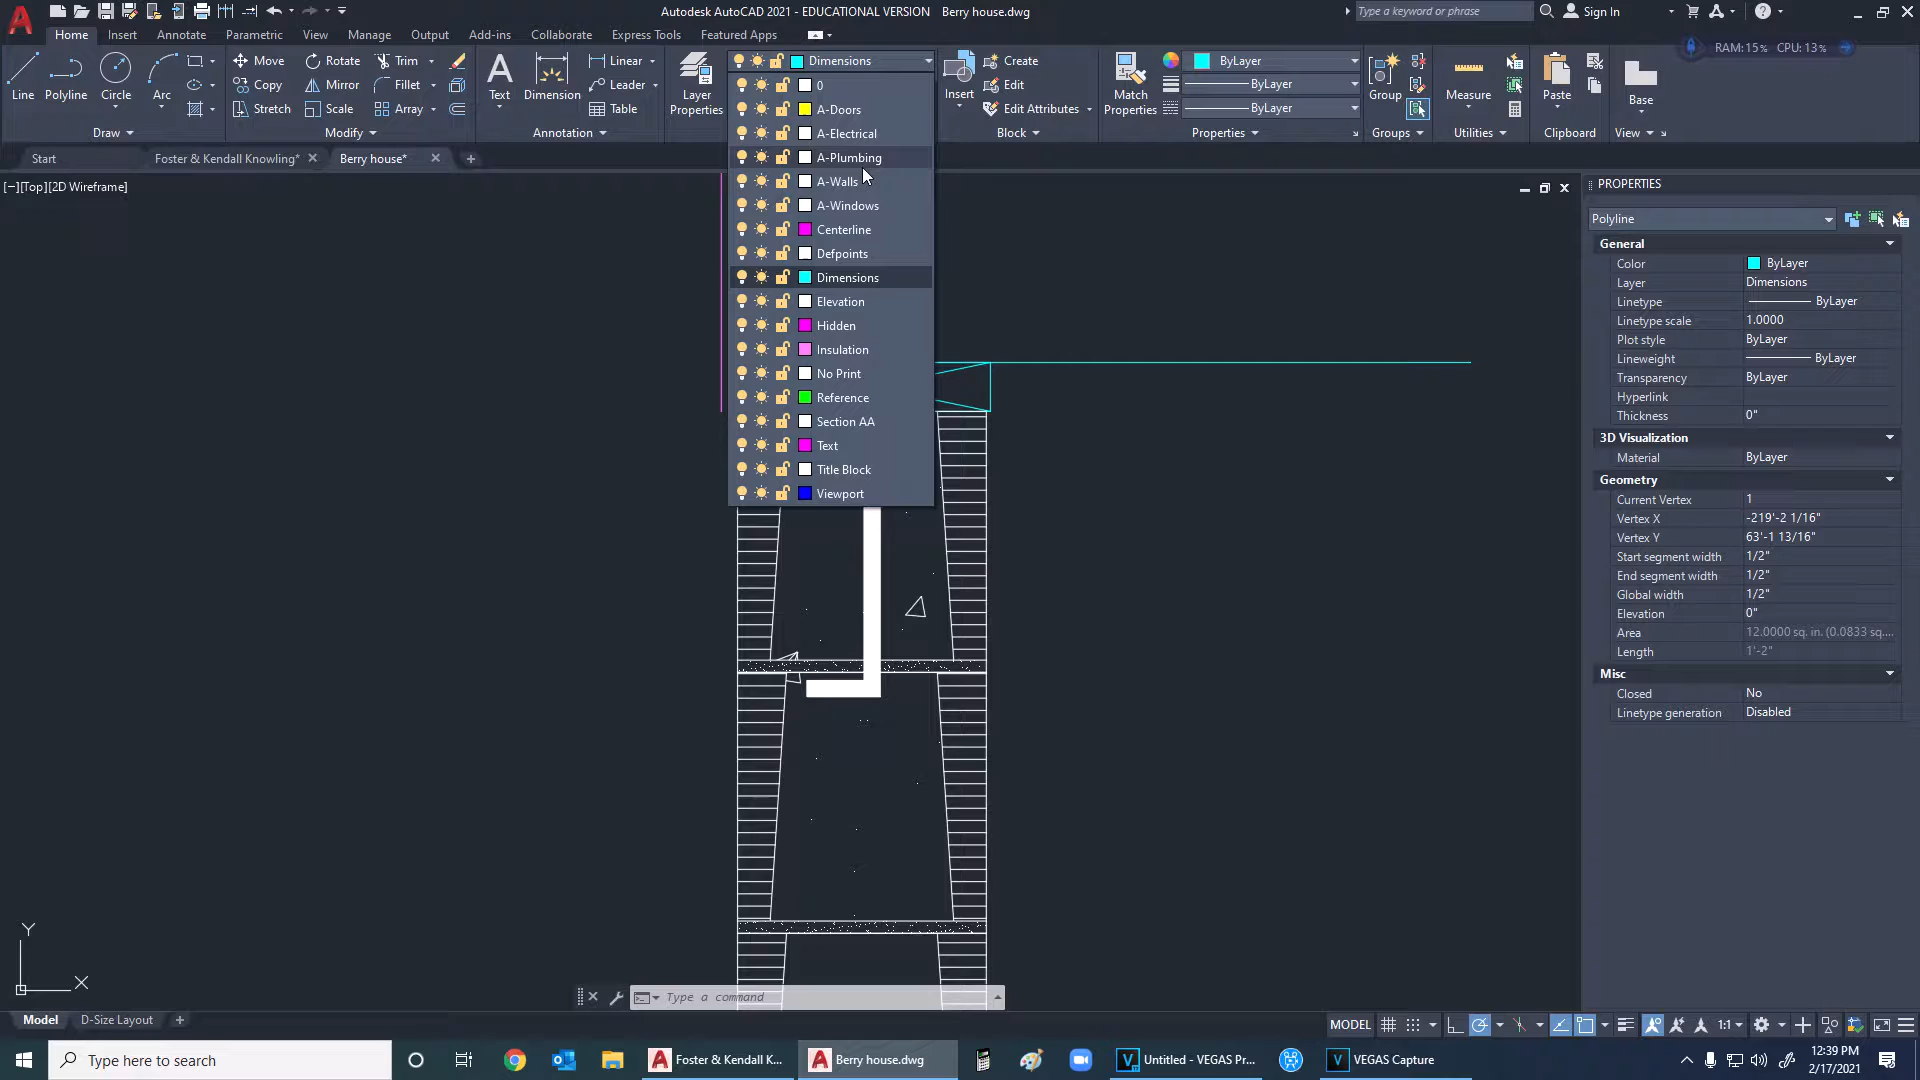 Autodesk AutoCAD 2021 - EDUCATIONAL VERSION Berry house.dwg
Type a keyword or phrase
Sign In
Home Insert Annotate Parametric View Manage Output Add-ins Collaborate Express Tools Featured Apps
RAM:15% CPU:13%
Line Polyline Circle Arc
Move Rotate Trim
Copy Mirror Fillet
Stretch Scale Array
Text Dimension
Linear
Leader
Table
Layer Properties
Dimensions
Insert
Create
Edit
Edit Attributes
Match Properties
ByLayer
ByLayer
ByLayer
Group
Measure
Paste
Base
Draw Modify Annotation Block Properties Groups Utilities Clipboard View
0
A-Doors
A-Electrical
A-Plumbing
A-Walls
A-Windows
Centerline
Defpoints
Dimensions
Elevation
Hidden
Insulation
No Print
Reference
Section AA
Text
Title Block
Viewport
Start Foster & Kendall Knowling* Berry house*
[−][Top][2D Wireframe]
PROPERTIES
Polyline
General
Color ByLayer
Layer Dimensions
Linetype ByLayer
Linetype scale 1.0000
Plot style ByLayer
Lineweight ByLayer
Transparency ByLayer
Hyperlink
Thickness 0"
3D Visualization
Material ByLayer
Geometry
Current Vertex 1
Vertex X -219'-2 1/16"
Vertex Y 63'-1 13/16"
Start segment width 1/2"
End segment width 1/2"
Global width 1/2"
Elevation 0"
Area 12.0000 sq. in. (0.0833 sq....
Length 1'-2"
Misc
Closed No
Linetype generation Disabled
Y
X
Type a command
Model D-Size Layout
MODEL 1:1
Type here to search
Foster & Kendall K...
Berry house.dwg
Untitled - VEGAS Pr...
VEGAS Capture
12:39 PM
2/17/2021